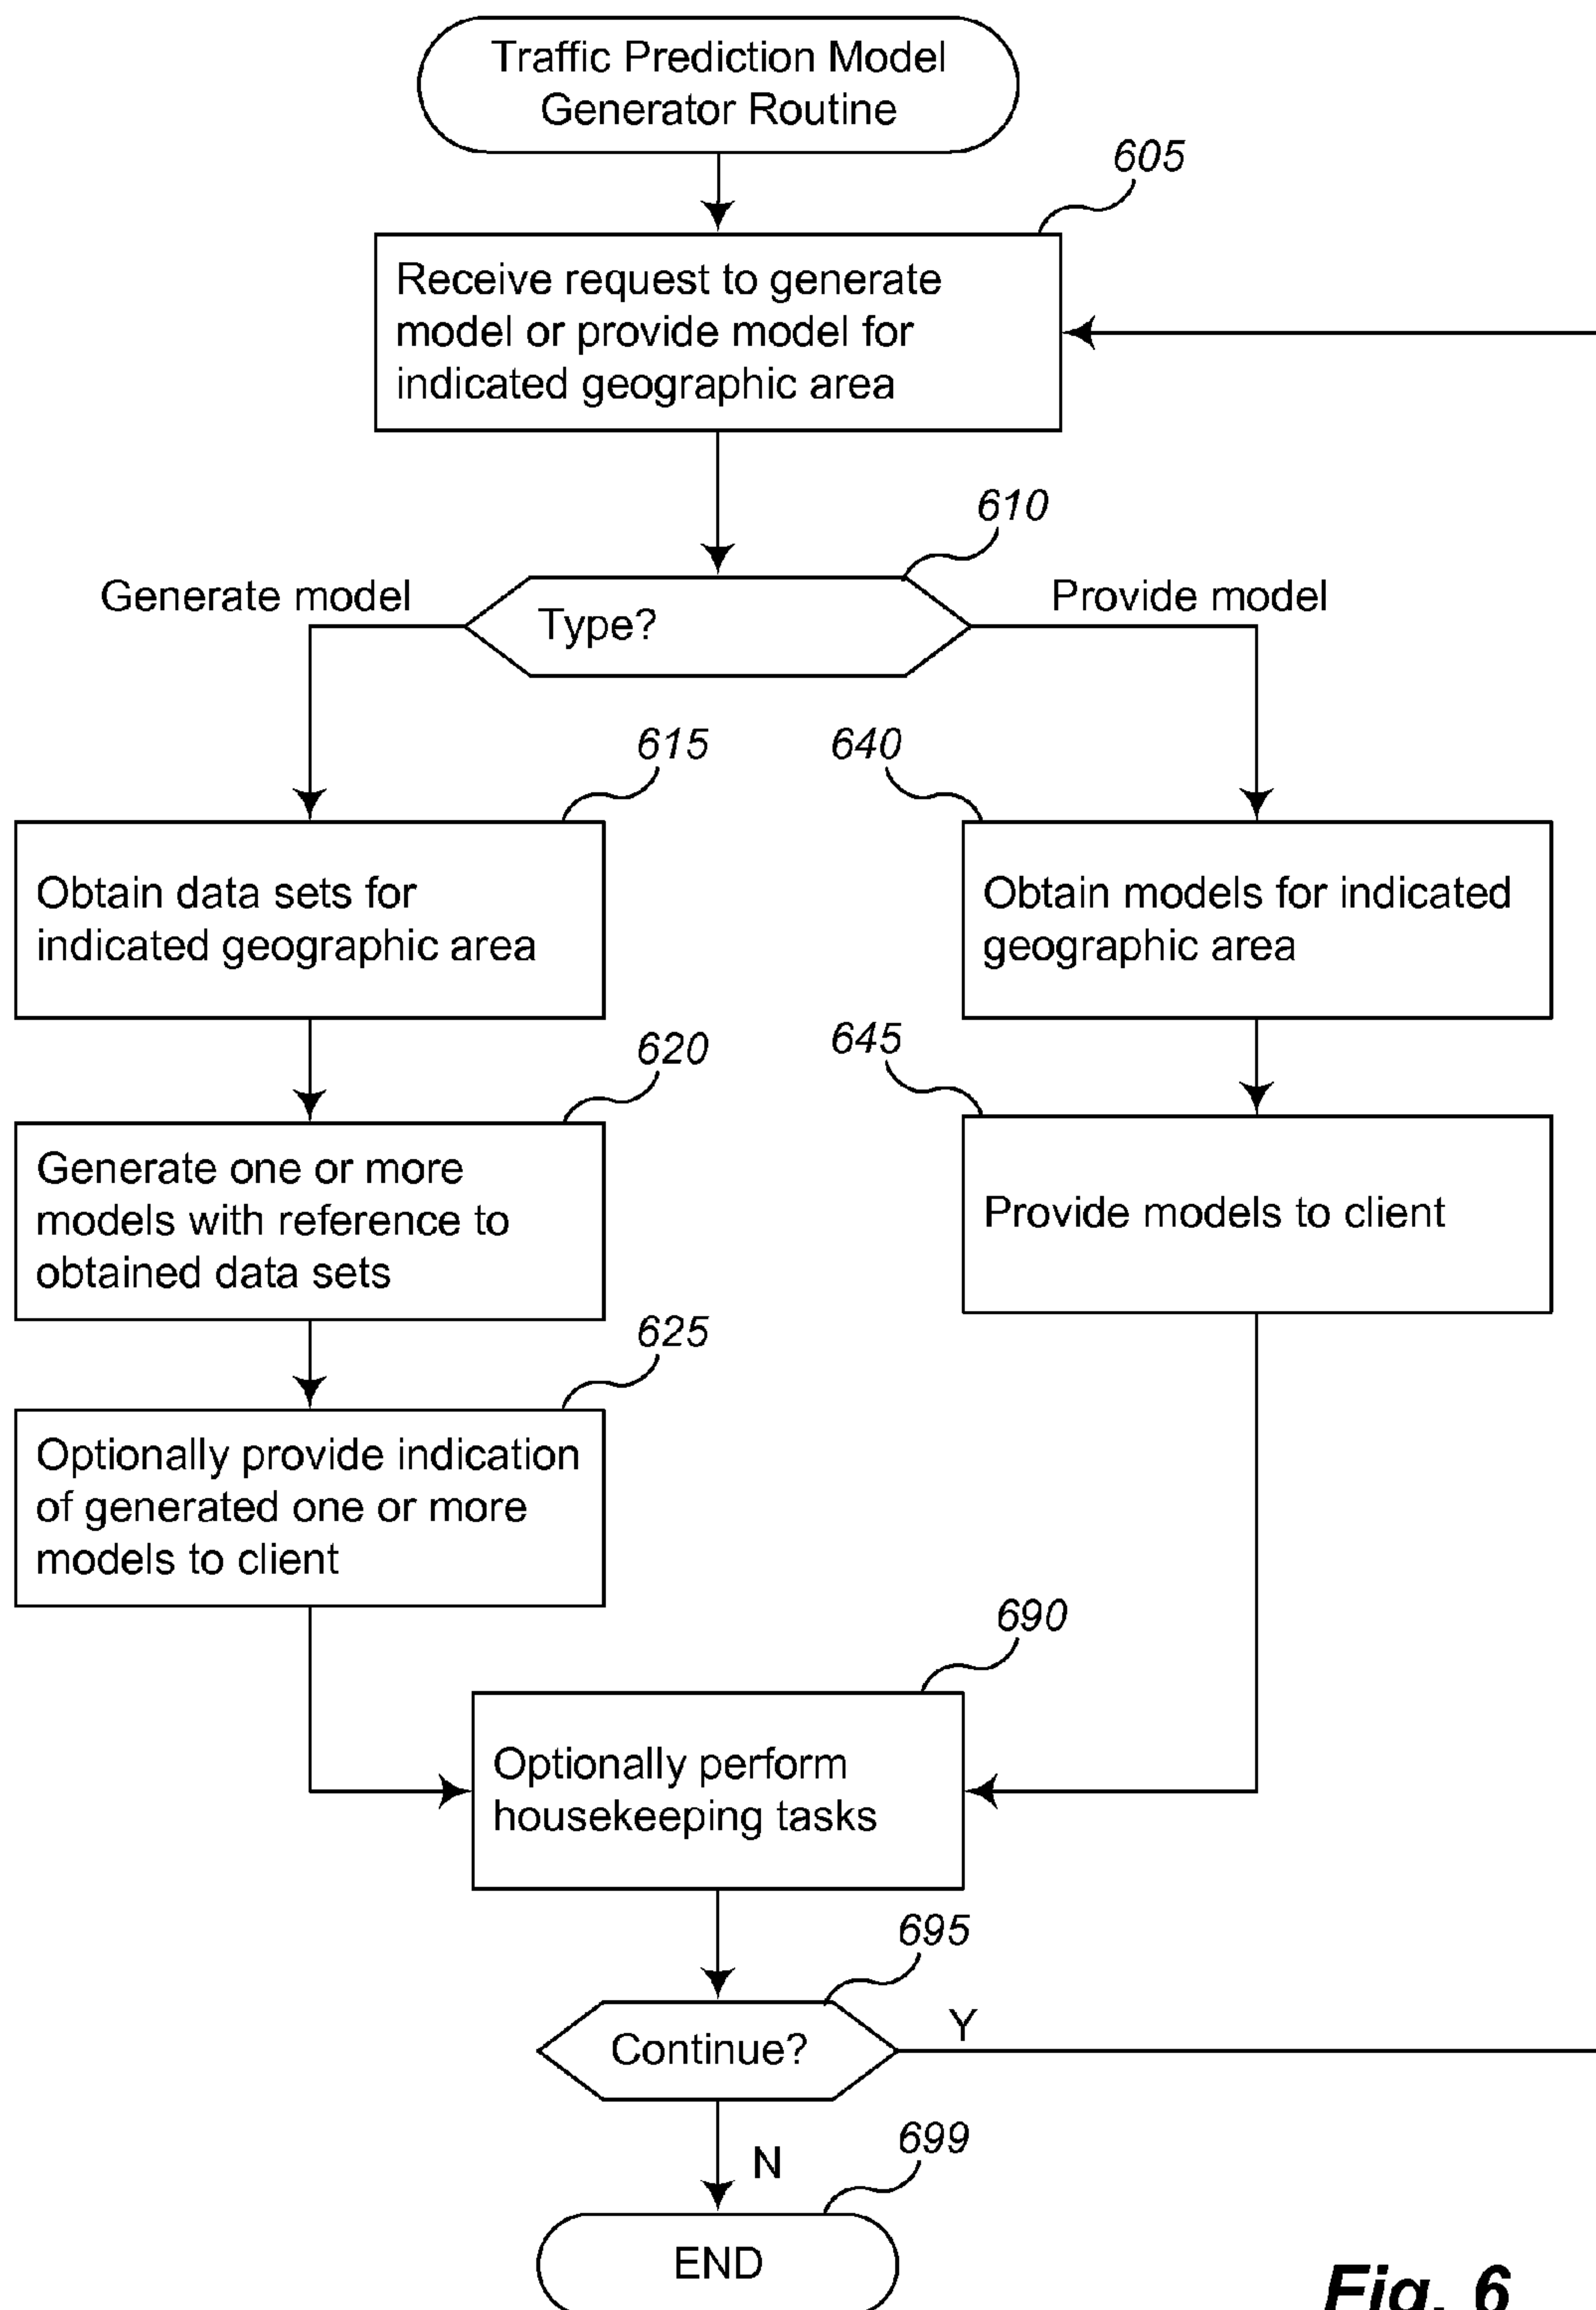 Traffic Prediction Model
Generator Routine
605
Receive request to generate
model or provide model for
indicated geographic area
610
Generate model
Type?
Provide model
615
640
Obtain data sets for
indicated geographic area
Obtain models for indicated
geographic area
620
645
Generate one or more
models with reference to
obtained data sets
Provide models to client
625
Optionally provide indication
of generated one or more
models to client
690
Optionally perform
housekeeping tasks
695
Continue?
Y
N
699
END
Fig. 6